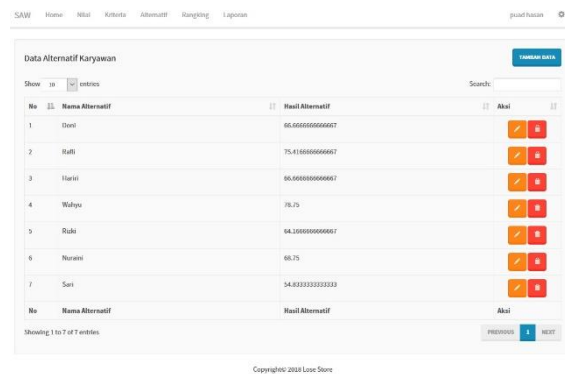 SAW Home Nilai Kriteria Alternatif Rangking Laporan puad hasan
Data Alternatif Karyawan TAMBAH DATA
Show 10 entries Search:
No Nama Alternatif Hasil Alternatif Aksi
1 Doni 66.6666666666667
2 Raffi 75.4166666666667
3 Hariri 66.6666666666667
4 Wahyu 78.75
5 Rizki 64.1666666666667
6 Nuraini 68.75
7 Sari 54.8333333333333
No Nama Alternatif Hasil Alternatif Aksi
Showing 1 to 7 of 7 entries PREVIOUS 1 NEXT
Copyright© 2018 Lose Store